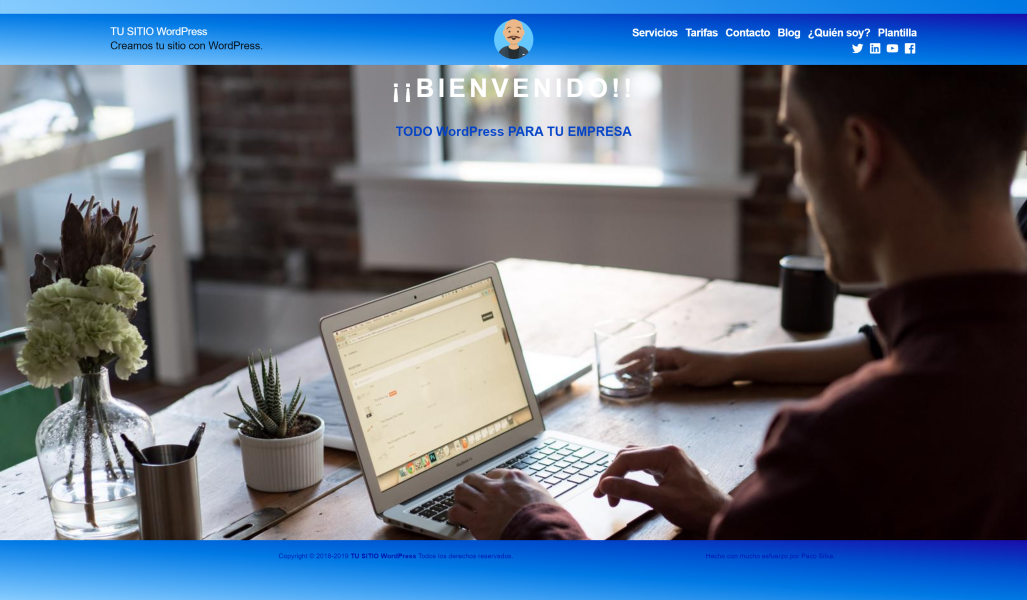 TU SITIO WordPress
Creamos tu sitio con WordPress.
Servicios Tarifas Contacto Blog ¿Quién soy? Plantilla
¡¡BIENVENIDO!!
TODO WordPress PARA TU EMPRESA
Copyright © 2018-2019 TU SITIO WordPress Todos los derechos reservados.
Hecho con mucho esfuerzo por Paco Silva.